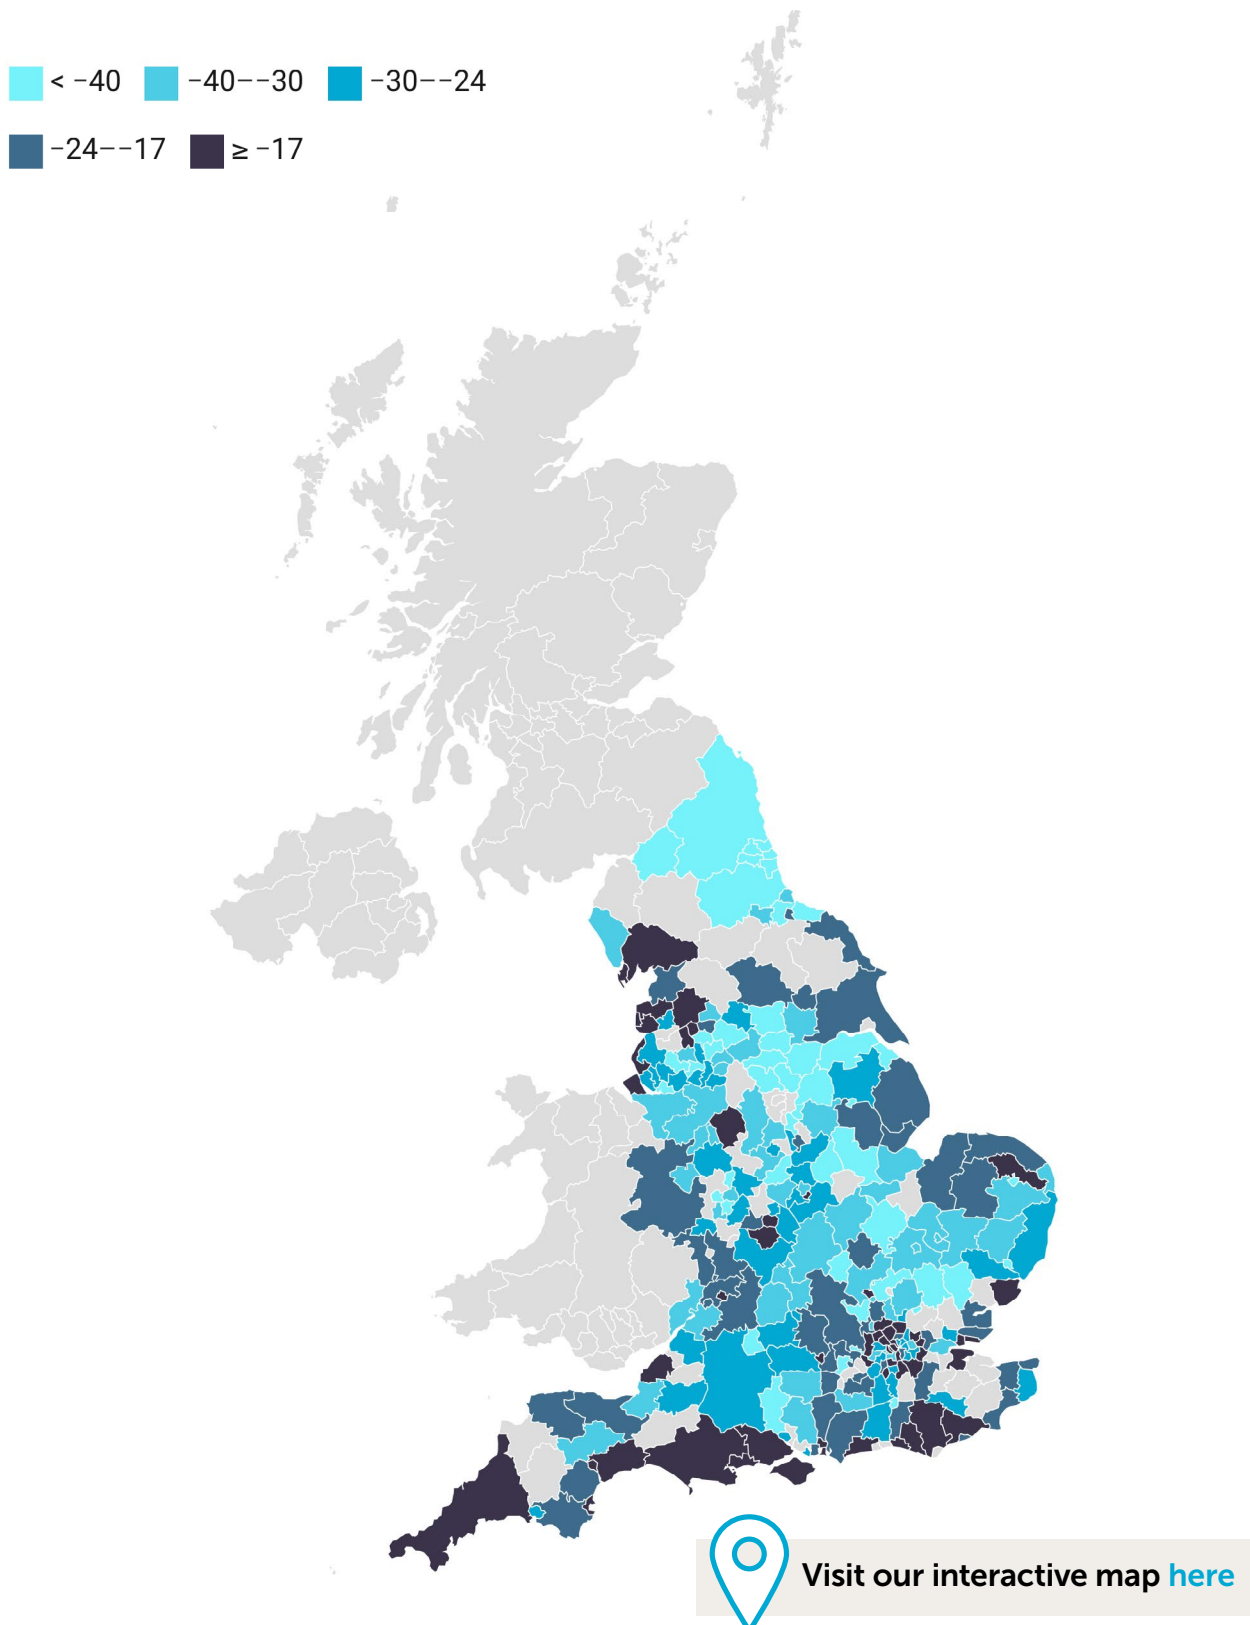 < −40 −40–−30 −30–−24
−24–−17 ≥ −17
Visit our interactive map here